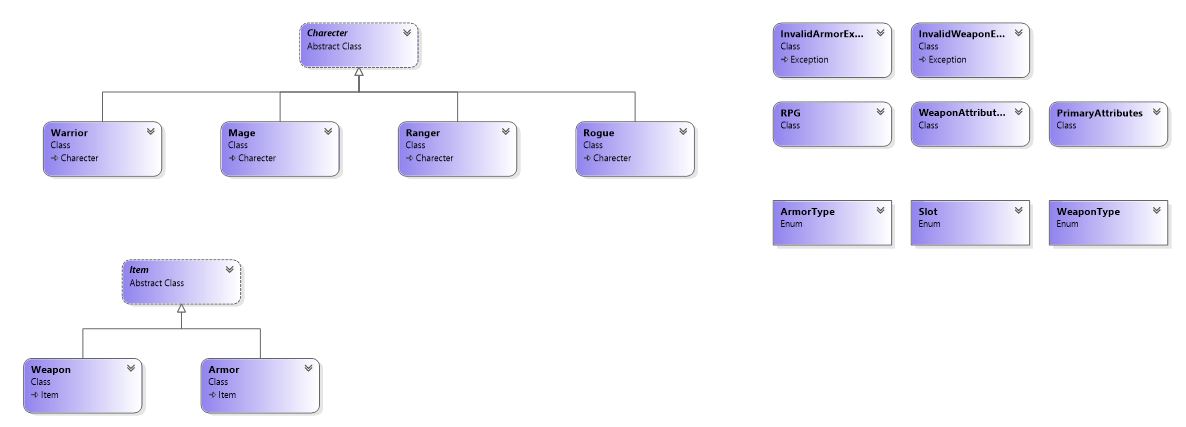 Charecter
Abstract Class
Warrior
Class
Charecter
Mage
Class
Charecter
Ranger
Class
Charecter
Rogue
Class
Charecter
Item
Abstract Class
Weapon
Class
Item
Armor
Class
Item
InvalidArmorEx...
Class
Exception
InvalidWeaponE...
Class
Exception
RPG
Class
WeaponAttribut...
Class
PrimaryAttributes
Class
ArmorType
Enum
Slot
Enum
WeaponType
Enum